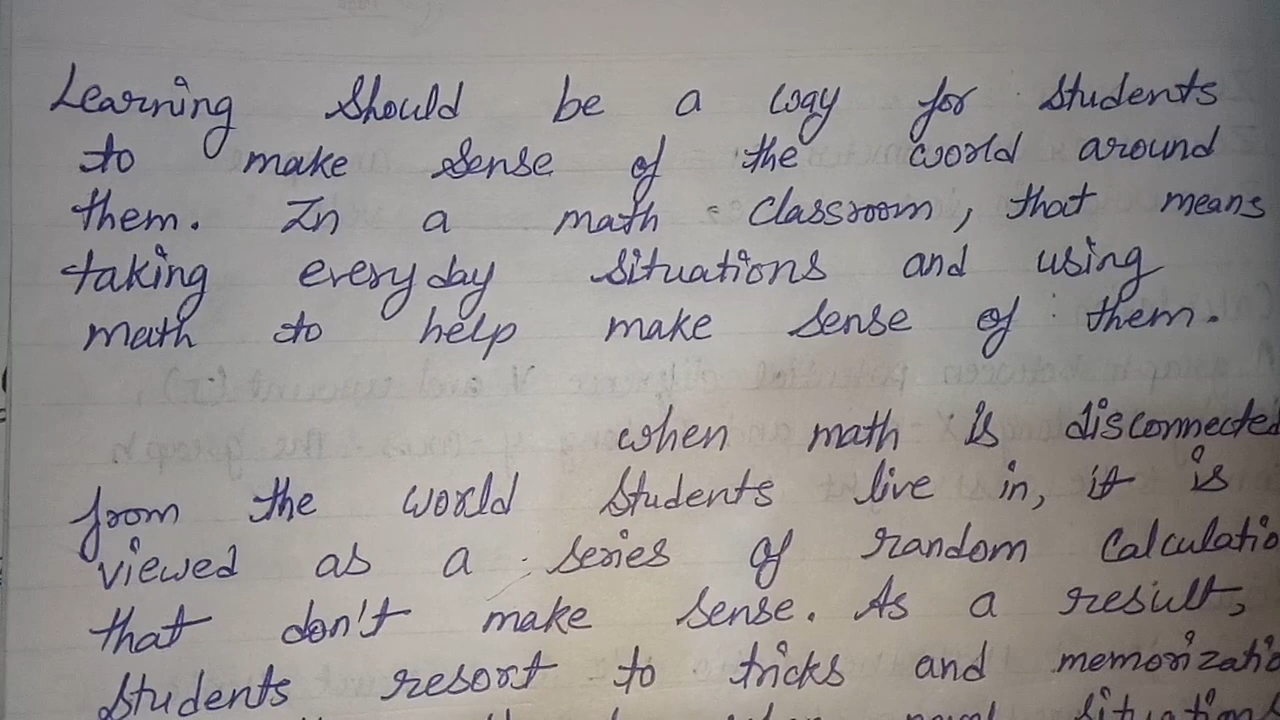 Learning should be a way for students
to make sense of the world around
them. In a math classroom, that means
taking everyday situations and using
math to help make sense of them.
when math is disconnected
from the world students live in, it is
viewed as a series of random calculatio
that don't make sense. As a result,
students resort to tricks and memorizatio
situations